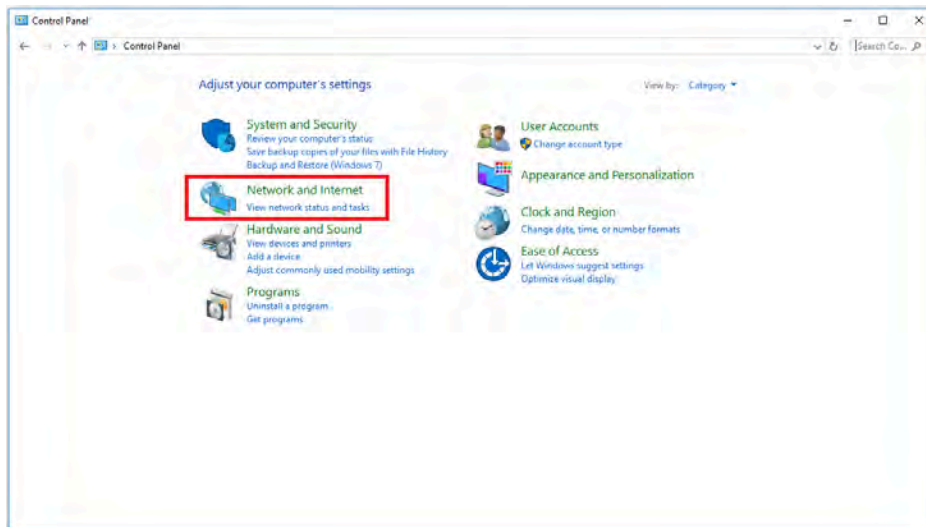 Control Panel
Control Panel
Search Co...
Adjust your computer's settings
View by: Category
System and Security
Review your computer's status
Save backup copies of your files with File History
Backup and Restore (Windows 7)
Network and Internet
View network status and tasks
Hardware and Sound
View devices and printers
Add a device
Adjust commonly used mobility settings
Programs
Uninstall a program
Get programs
User Accounts
Change account type
Appearance and Personalization
Clock and Region
Change date, time, or number formats
Ease of Access
Let Windows suggest settings
Optimize visual display